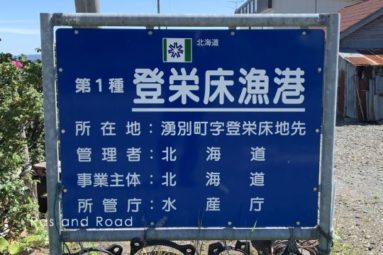 北海道
第1種 登栄床漁港
所在地：湧別町字登栄床地先
管理者：北海道
事業主体：北海道
所管庁：水産庁
and Road